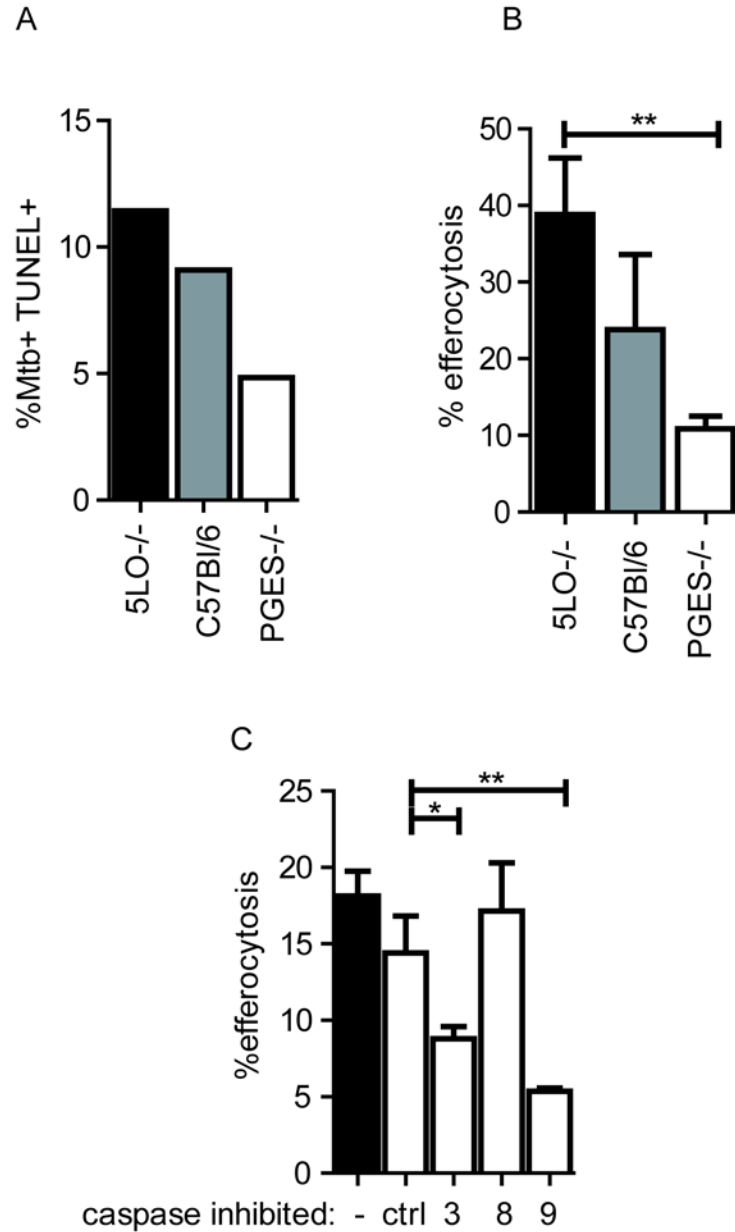 A
%Mtb+ TUNEL+
15
10
5
0
5LO-/-
C57Bl/6
PGES-/-
B
% efferocytosis
50
40
30
20
10
0
**
5LO-/-
C57Bl/6
PGES-/-
C
%efferocytosis
25
20
15
10
5
0
**
*
caspase inhibited: - ctrl 3 8 9